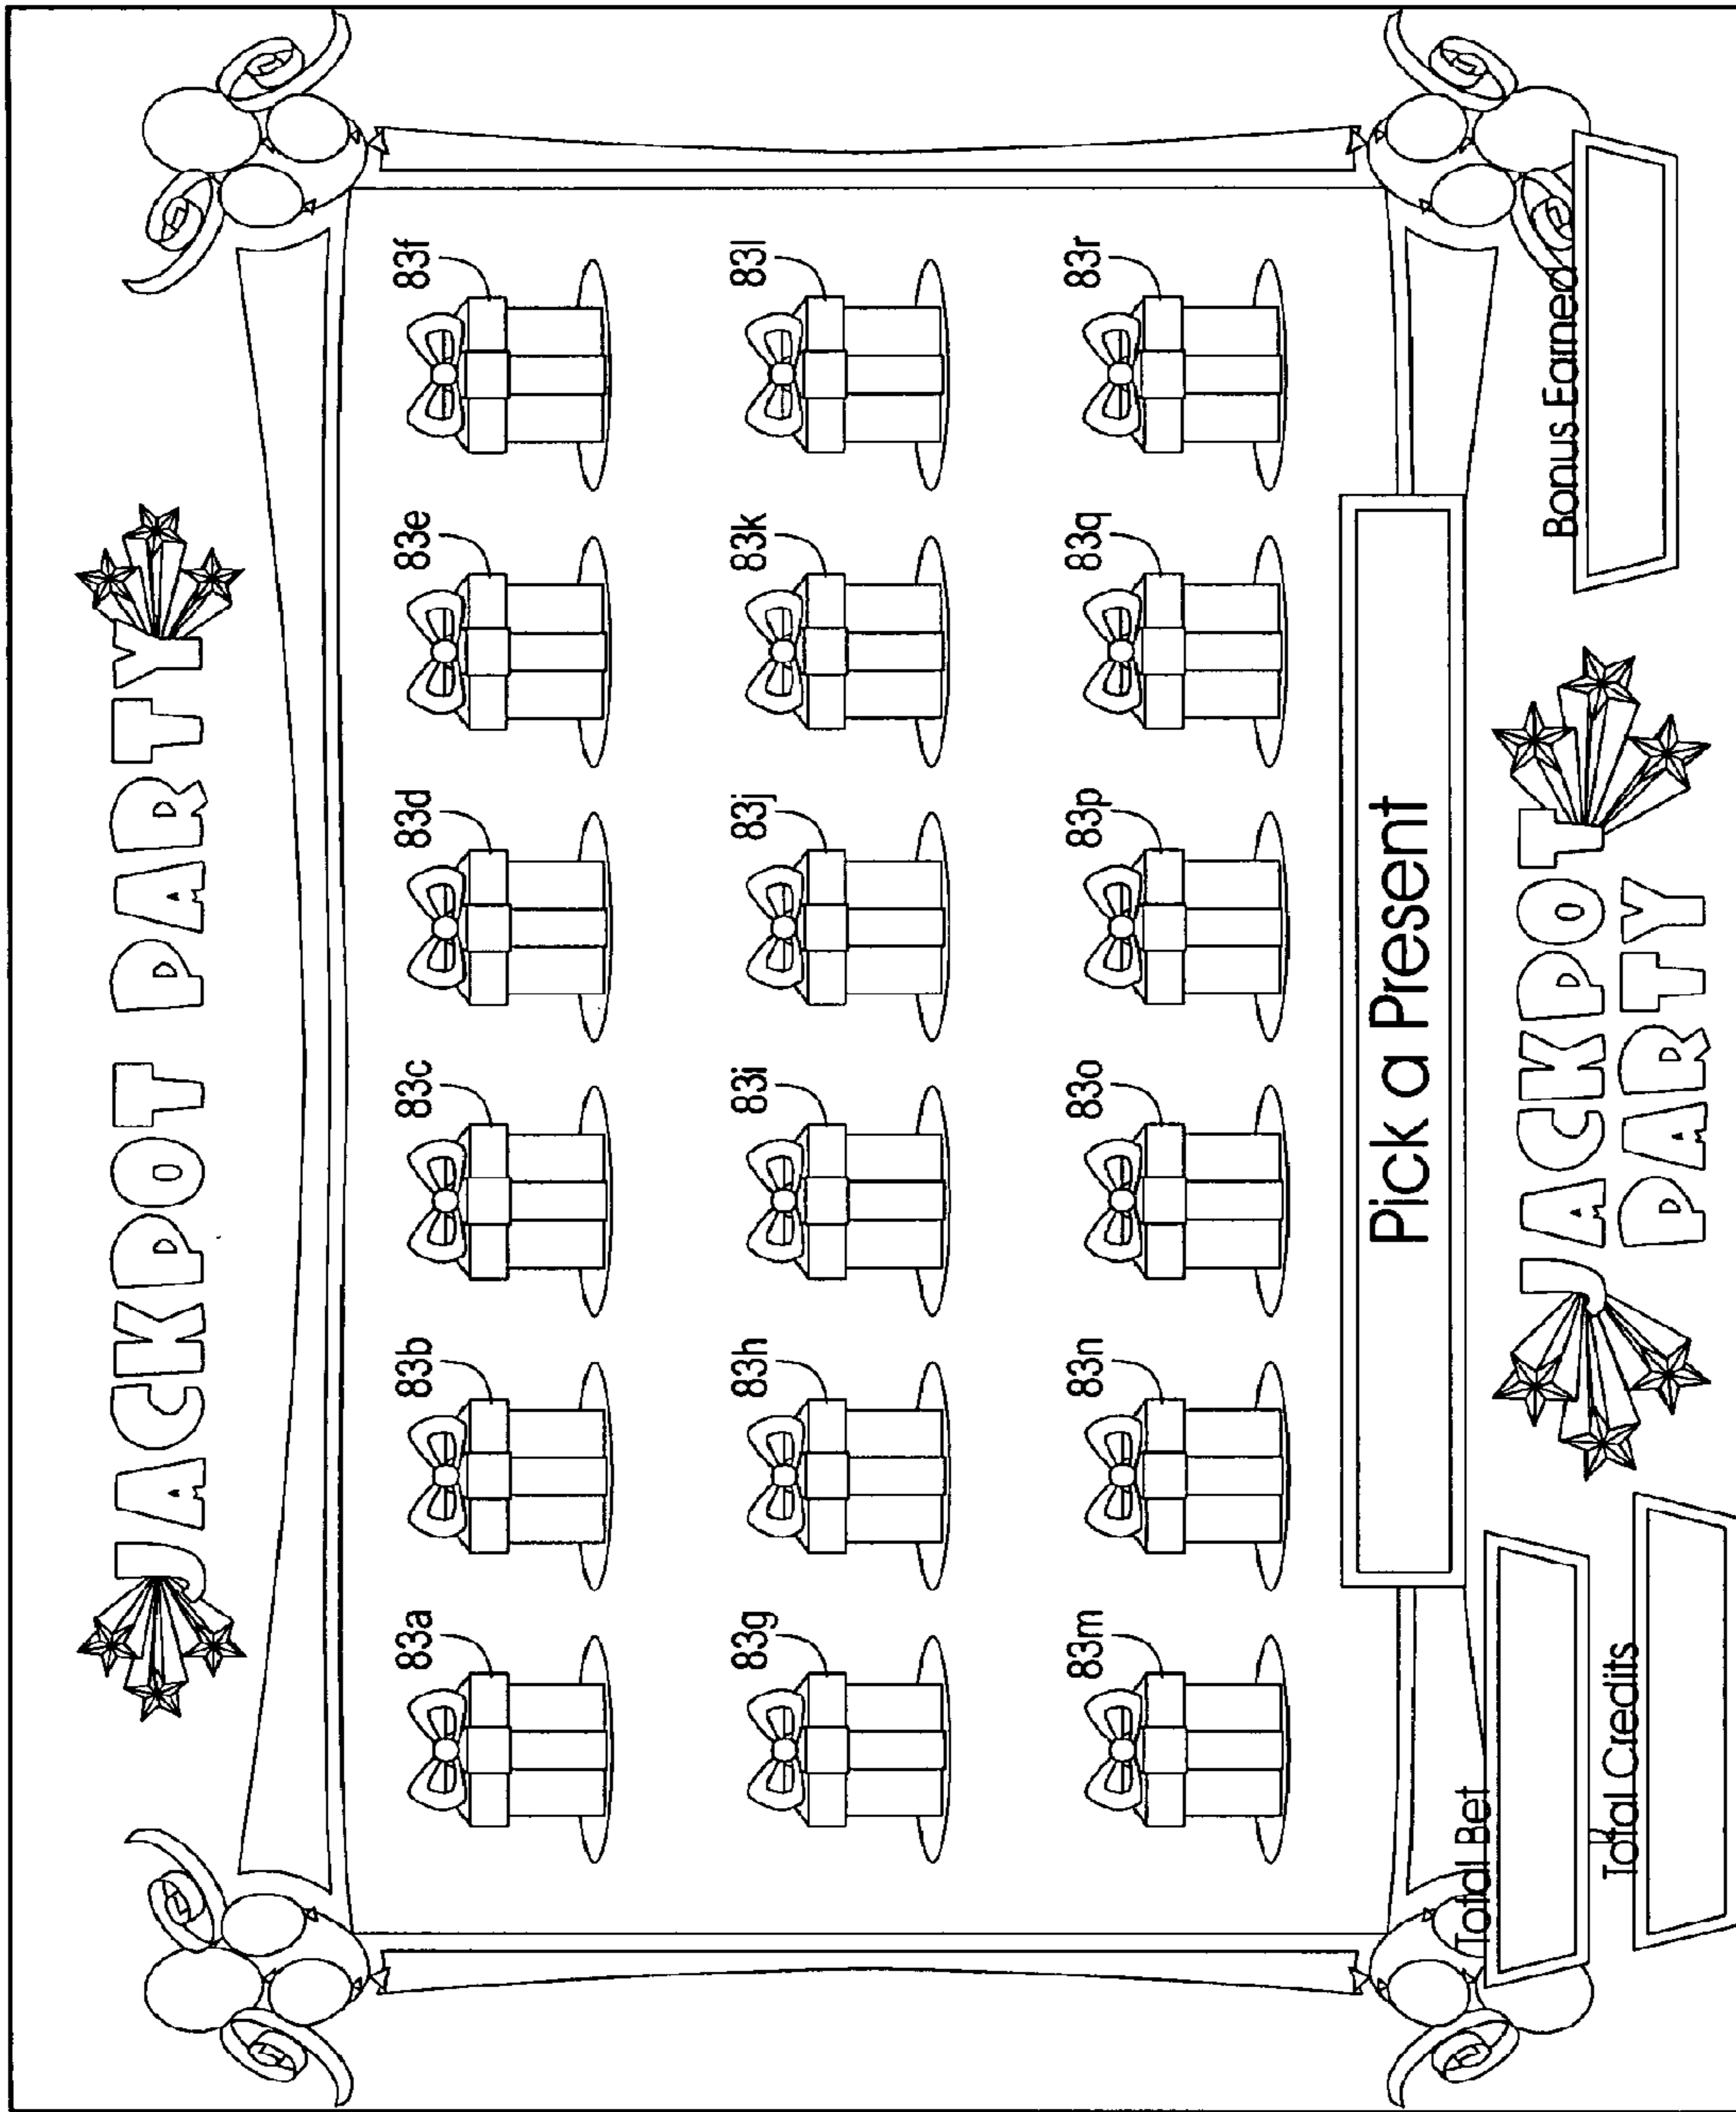 JACKPOT PARTY
83a 83b 83c 83d 83e 83f
83g 83h 83i 83j 83k 83l
83m 83n 83o 83p 83q 83r
Pick a Present
Total Bet
Total Credits
JACKPOT
PARTY
Bonus Earned